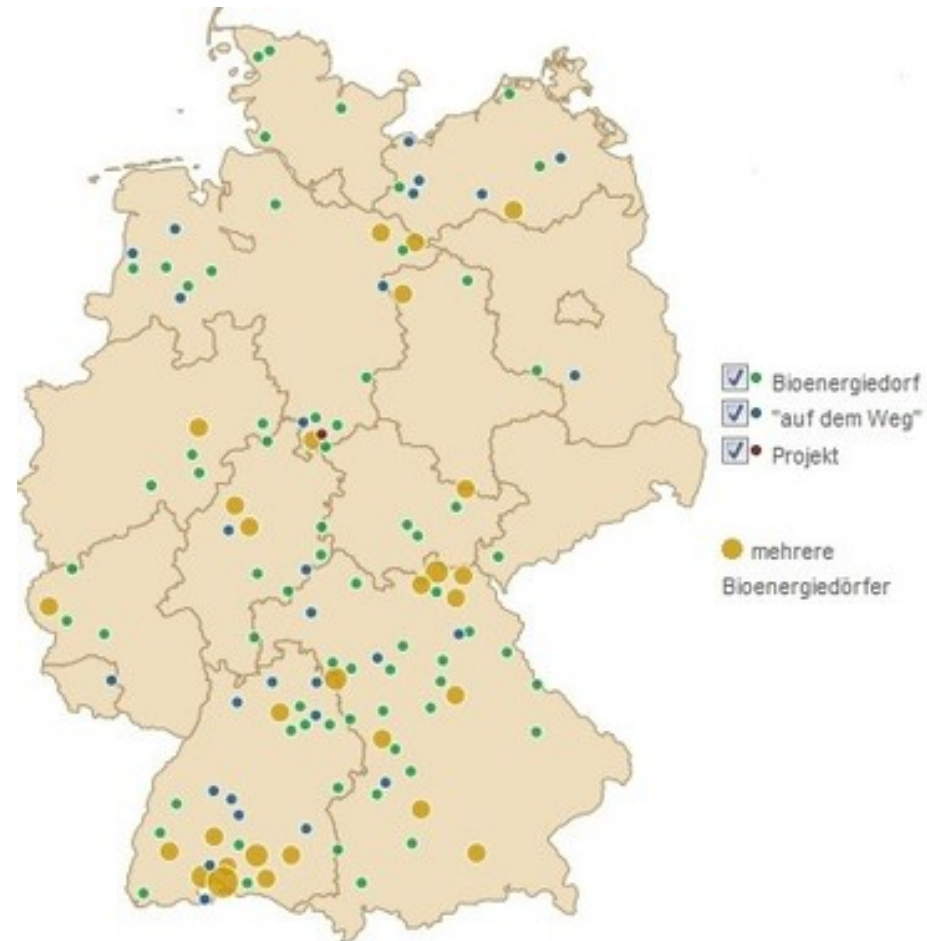 Bioenergiedorf
"auf dem Weg"
Projekt
mehrere
Bioenergiedörfer